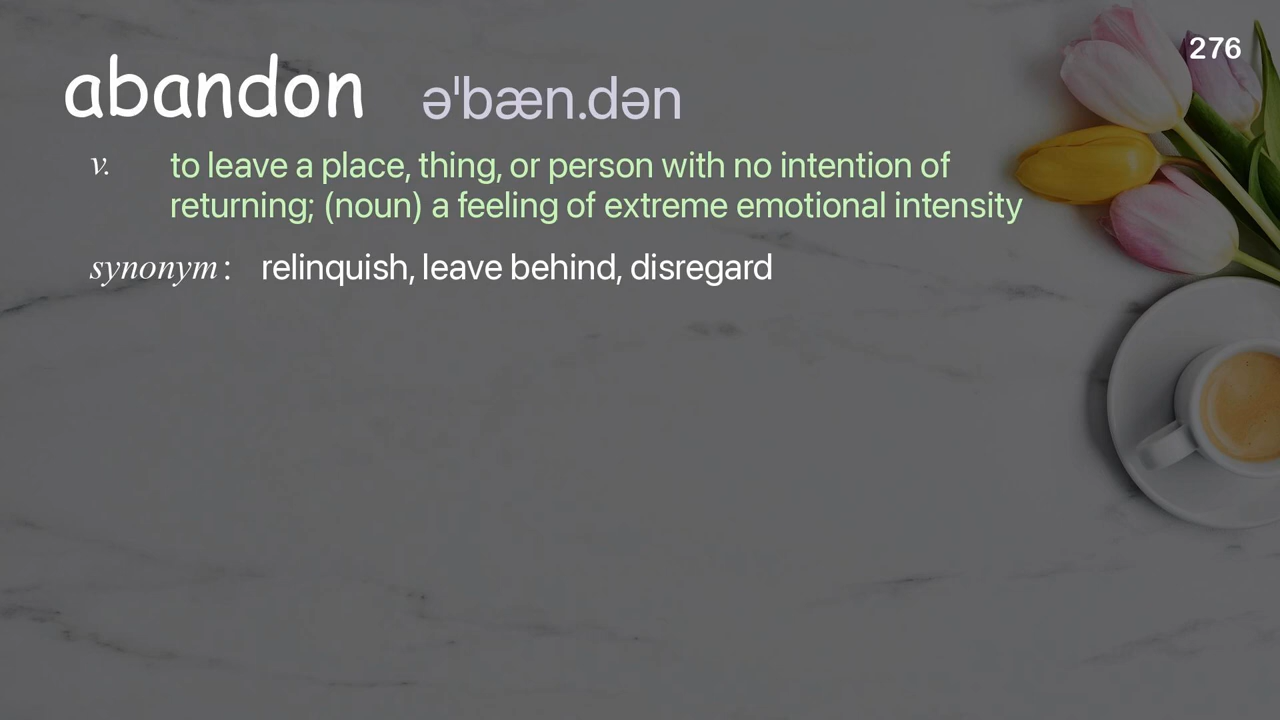 276
abandon əˈbæn.dən
v. to leave a place, thing, or person with no intention of
returning; (noun) a feeling of extreme emotional intensity
synonym: relinquish, leave behind, disregard